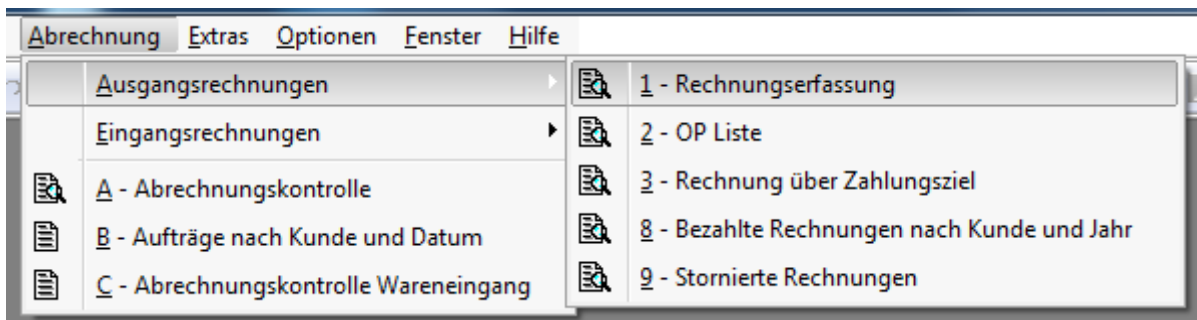 Abrechnung Extras Optionen Fenster Hilfe
Ausgangsrechnungen
Eingangsrechnungen
A - Abrechnungskontrolle
B - Aufträge nach Kunde und Datum
C - Abrechnungskontrolle Wareneingang
1 - Rechnungserfassung
2 - OP Liste
3 - Rechnung über Zahlungsziel
8 - Bezahlte Rechnungen nach Kunde und Jahr
9 - Stornierte Rechnungen